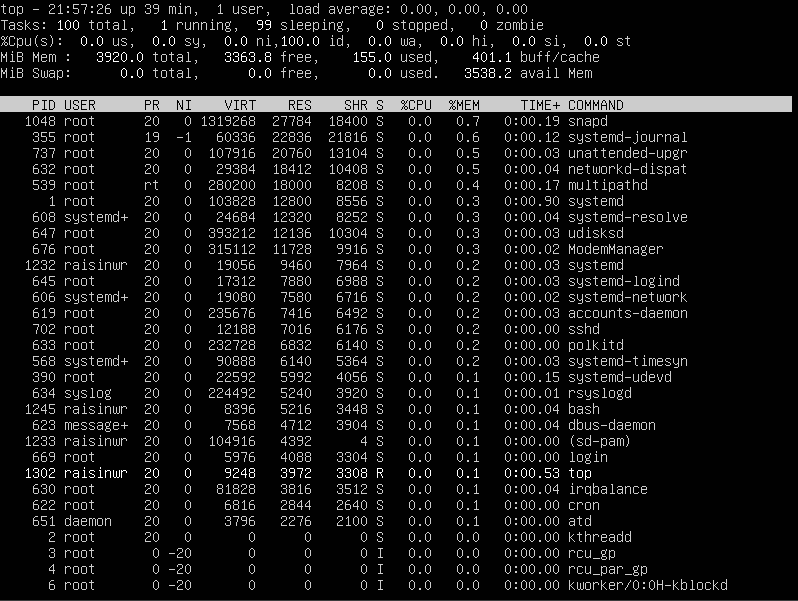 top - 21:57:26 up 39 min,  1 user,  load average: 0.00, 0.00, 0.00
Tasks: 100 total,   1 running,  99 sleeping,   0 stopped,   0 zombie
%Cpu(s):  0.0 us,  0.0 sy,  0.0 ni,100.0 id,  0.0 wa,  0.0 hi,  0.0 si,  0.0 st
MiB Mem :   3920.0 total,   3363.8 free,    155.0 used,    401.1 buff/cache
MiB Swap:      0.0 total,      0.0 free,      0.0 used.   3538.2 avail Mem
PID USER      PR  NI    VIRT    RES    SHR S  %CPU  %MEM     TIME+ COMMAND
1048 root      20   0 1319268  27784  18400 S   0.0   0.7   0:00.19 snapd
355 root      19  -1   60336  22836  21816 S   0.0   0.6   0:00.12 systemd-journal
737 root      20   0  107916  20760  13104 S   0.0   0.5   0:00.03 unattended-upgr
632 root      20   0   29384  18412  10408 S   0.0   0.5   0:00.04 networkd-dispat
539 root      rt   0  280200  18000   8208 S   0.0   0.4   0:00.17 multipathd
1 root      20   0  103828  12800   8556 S   0.0   0.3   0:00.90 systemd
608 systemd+  20   0   24684  12320   8252 S   0.0   0.3   0:00.04 systemd-resolve
647 root      20   0  393212  12136  10304 S   0.0   0.3   0:00.03 udisksd
676 root      20   0  315112  11728   9916 S   0.0   0.3   0:00.02 ModemManager
1232 raisinwr  20   0   19056   9460   7964 S   0.0   0.2   0:00.03 systemd
645 root      20   0   17312   7880   6988 S   0.0   0.2   0:00.03 systemd-logind
606 systemd+  20   0   19080   7580   6716 S   0.0   0.2   0:00.02 systemd-network
619 root      20   0  235676   7416   6492 S   0.0   0.2   0:00.03 accounts-daemon
702 root      20   0   12188   7016   6176 S   0.0   0.2   0:00.00 sshd
633 root      20   0  232728   6832   6140 S   0.0   0.2   0:00.00 polkitd
568 systemd+  20   0   90888   6140   5364 S   0.0   0.2   0:00.03 systemd-timesyn
390 root      20   0   22592   5992   4056 S   0.0   0.1   0:00.15 systemd-udevd
634 syslog    20   0  224492   5240   3920 S   0.0   0.1   0:00.01 rsyslogd
1245 raisinwr  20   0    8396   5216   3448 S   0.0   0.1   0:00.04 bash
623 message+  20   0    7568   4712   3904 S   0.0   0.1   0:00.04 dbus-daemon
1233 raisinwr  20   0  104916   4392      4 S   0.0   0.1   0:00.00 (sd-pam)
669 root      20   0    5976   4088   3304 S   0.0   0.1   0:00.00 login
1302 raisinwr  20   0    9248   3972   3308 R   0.0   0.1   0:00.53 top
630 root      20   0   81828   3816   3512 S   0.0   0.1   0:00.04 irqbalance
622 root      20   0    6816   2844   2640 S   0.0   0.1   0:00.00 cron
651 daemon    20   0    3796   2276   2100 S   0.0   0.1   0:00.00 atd
2 root      20   0       0      0      0 S   0.0   0.0   0:00.00 kthreadd
3 root       0 -20       0      0      0 I   0.0   0.0   0:00.00 rcu_gp
4 root       0 -20       0      0      0 I   0.0   0.0   0:00.00 rcu_par_gp
6 root       0 -20       0      0      0 I   0.0   0.0   0:00.00 kworker/0:0H-kblockd